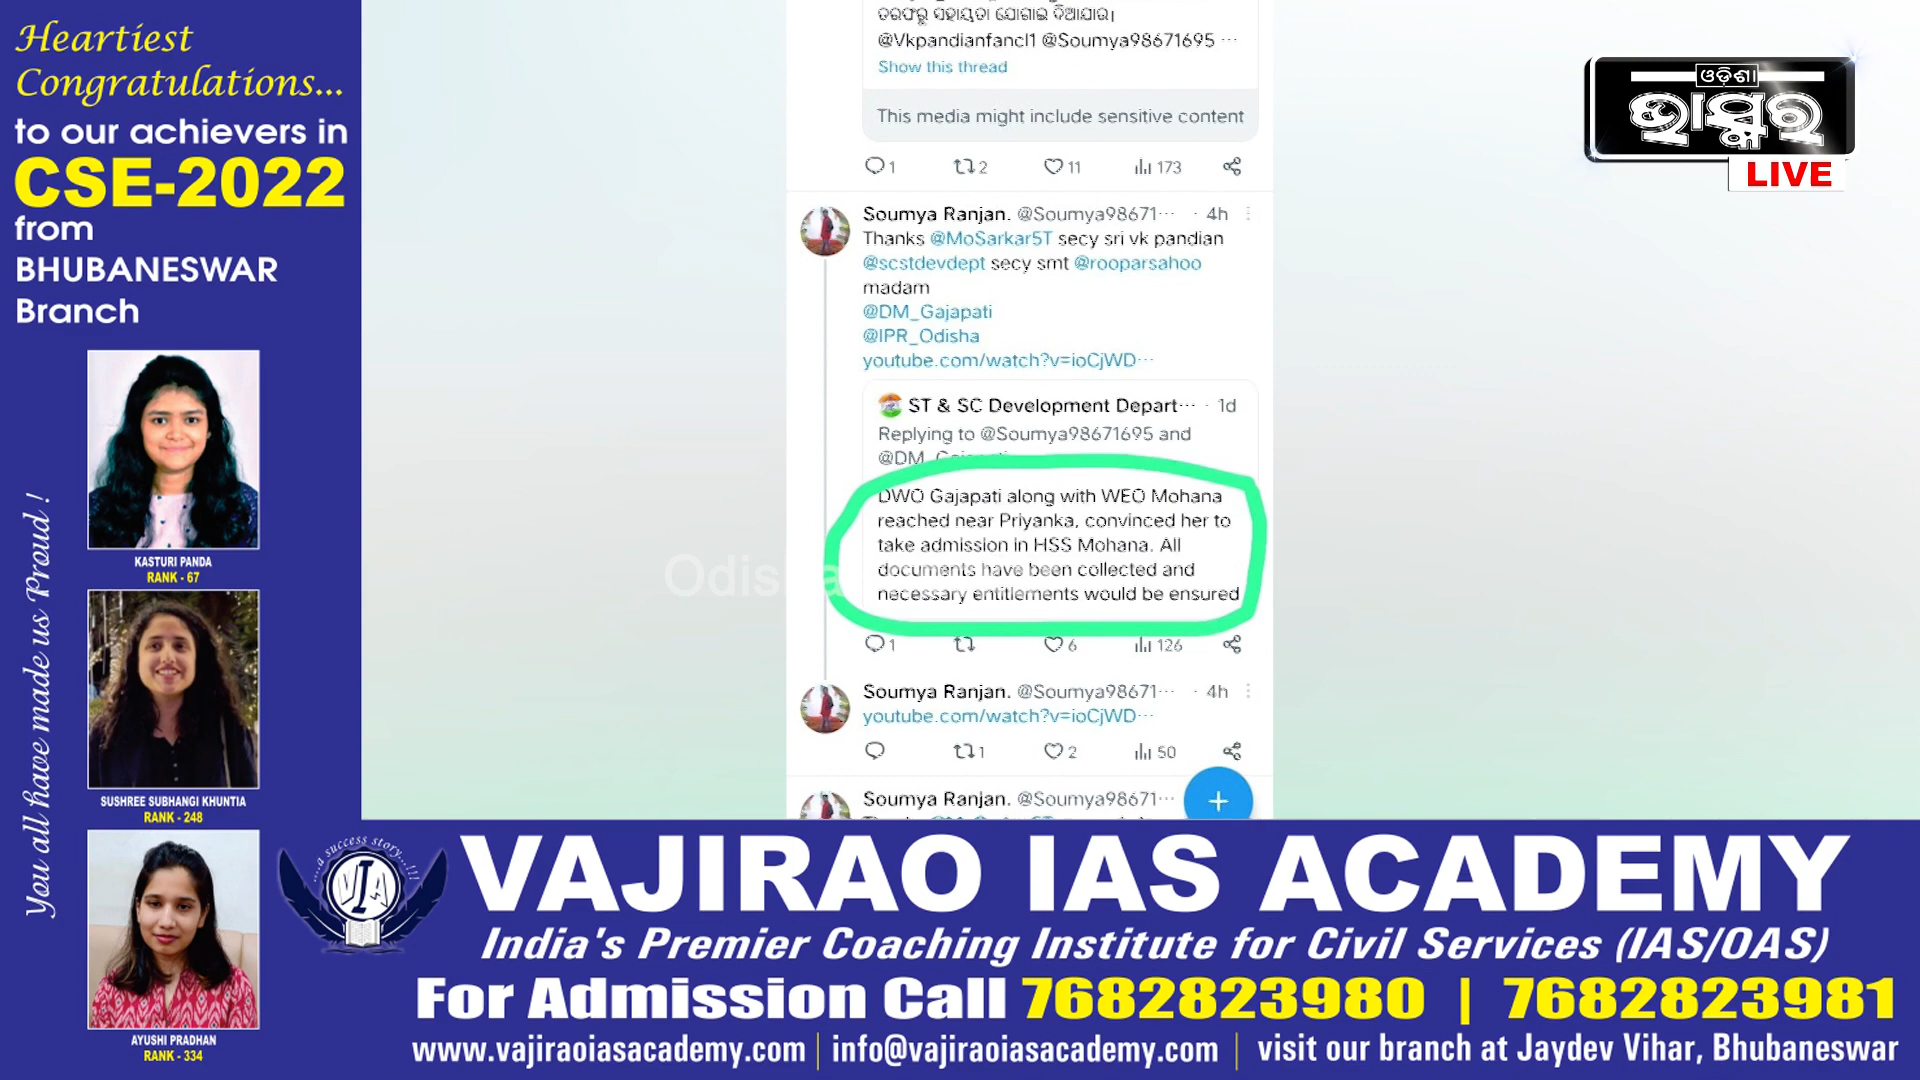 Heartiest
Congratulations...
to our achievers in
CSE-2022
from
BHUBANESWAR
Branch
You all have made us Proud !
KASTURI PANDA
RANK - 67
SUSHREE SUBHANGI KHUNTIA
RANK - 248
AYUSHI PRADHAN
RANK - 334
ତରଫରୁ ସହାୟତା ଯୋଗାଇ ଦିଆଯାଉ।
@Vkpandianfancl1 @Soumya98671695 ...
Show this thread
This media might include sensitive content
1 2 11 173
Soumya Ranjan. @Soumya98671... · 4h
Thanks @MoSarkar5T secy sri vk pandian
@scstdevdept secy smt @rooparsahoo
madam
@DM_Gajapati
@IPR_Odisha
youtube.com/watch?v=ioCjWD...
ST & SC Development Depart... · 1d
Replying to @Soumya98671695 and
@DM_Gajapati
DWO Gajapati along with WEO Mohana
reached near Priyanka, convinced her to
take admission in HSS Mohana. All
documents have been collected and
necessary entitlements would be ensured
1 6 126
Soumya Ranjan. @Soumya98671... · 4h
youtube.com/watch?v=ioCjWD...
1 2 50
Soumya Ranjan. @Soumya98671...
+
Odisha
ଓଡ଼ିଶା
ଭାସ୍କର
LIVE
...a success story...!!!
VIA
VAJIRAO IAS ACADEMY
India's Premier Coaching Institute for Civil Services (IAS/OAS)
For Admission Call 7682823980 | 7682823981
www.vajiraoiasacademy.com | info@vajiraoiasacademy.com | visit our branch at Jaydev Vihar, Bhubaneswar